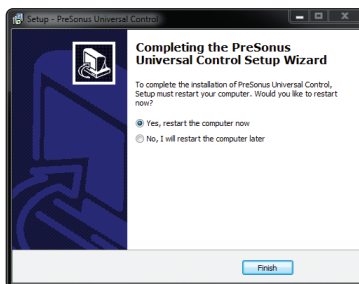 Setup - PreSonus Universal Control
Completing the PreSonus
Universal Control Setup Wizard
To complete the installation of PreSonus Universal Control,
Setup must restart your computer. Would you like to restart
now?
Yes, restart the computer now
No, I will restart the computer later
Finish